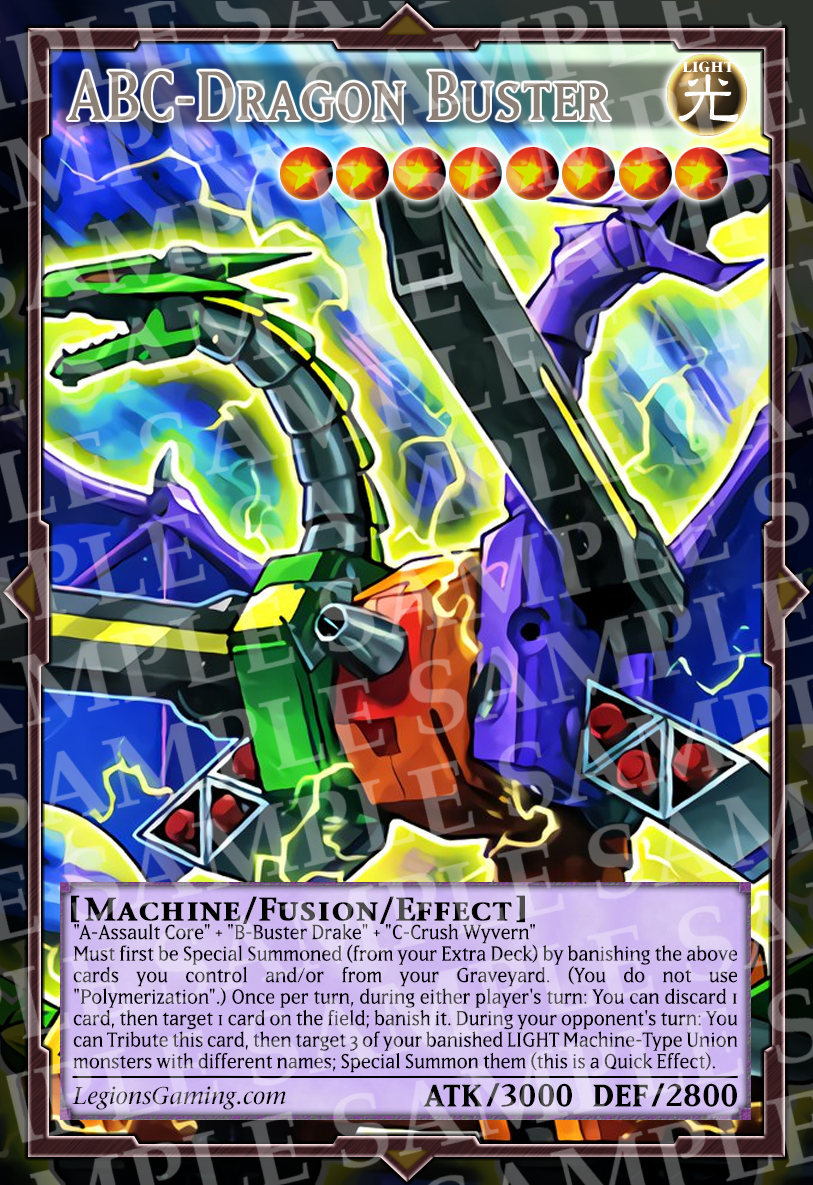 ABC-Dragon Buster
LIGHT
光
[Machine/Fusion/Effect]
"A-Assault Core" + "B-Buster Drake" + "C-Crush Wyvern"
Must first be Special Summoned (from your Extra Deck) by banishing the above
cards you control and/or from your Graveyard. (You do not use
"Polymerization".) Once per turn, during either player's turn: You can discard 1
card, then target 1 card on the field; banish it. During your opponent's turn: You
can Tribute this card, then target 3 of your banished LIGHT Machine-Type Union
monsters with different names; Special Summon them (this is a Quick Effect).
LegionsGaming.com ATK/3000 DEF/2800
SAMPLE SAMPLE SAMPLE